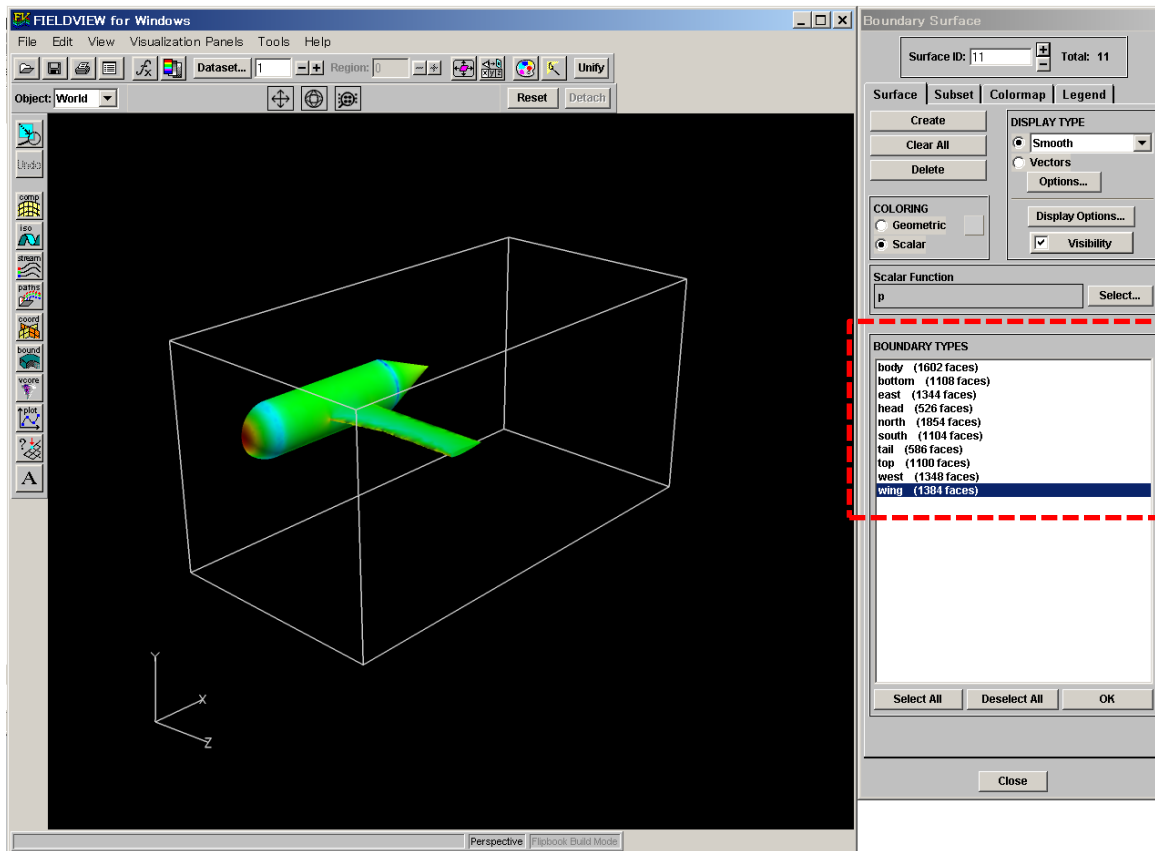 FIELDVIEW for Windows
File Edit View Visualization Panels Tools Help
Dataset... 1 Region: 0 Unify
Object: World Reset Detach
Undo
comp
iso
stream
paths
coord
bound
vcore
plot
A
Y
X
Z
Perspective Flipbook Build Mode
Boundary Surface
Surface ID: 11 Total: 11
Surface Subset Colormap Legend
Create
Clear All
Delete
DISPLAY TYPE
Smooth
Vectors
Options...
COLORING
Geometric
Scalar
Display Options...
Visibility
Scalar Function
p Select...
BOUNDARY TYPES
body (1602 faces)
bottom (1108 faces)
east (1344 faces)
head (526 faces)
north (1854 faces)
south (1104 faces)
tail (586 faces)
top (1100 faces)
west (1348 faces)
wing (1384 faces)
Select All Deselect All OK
Close